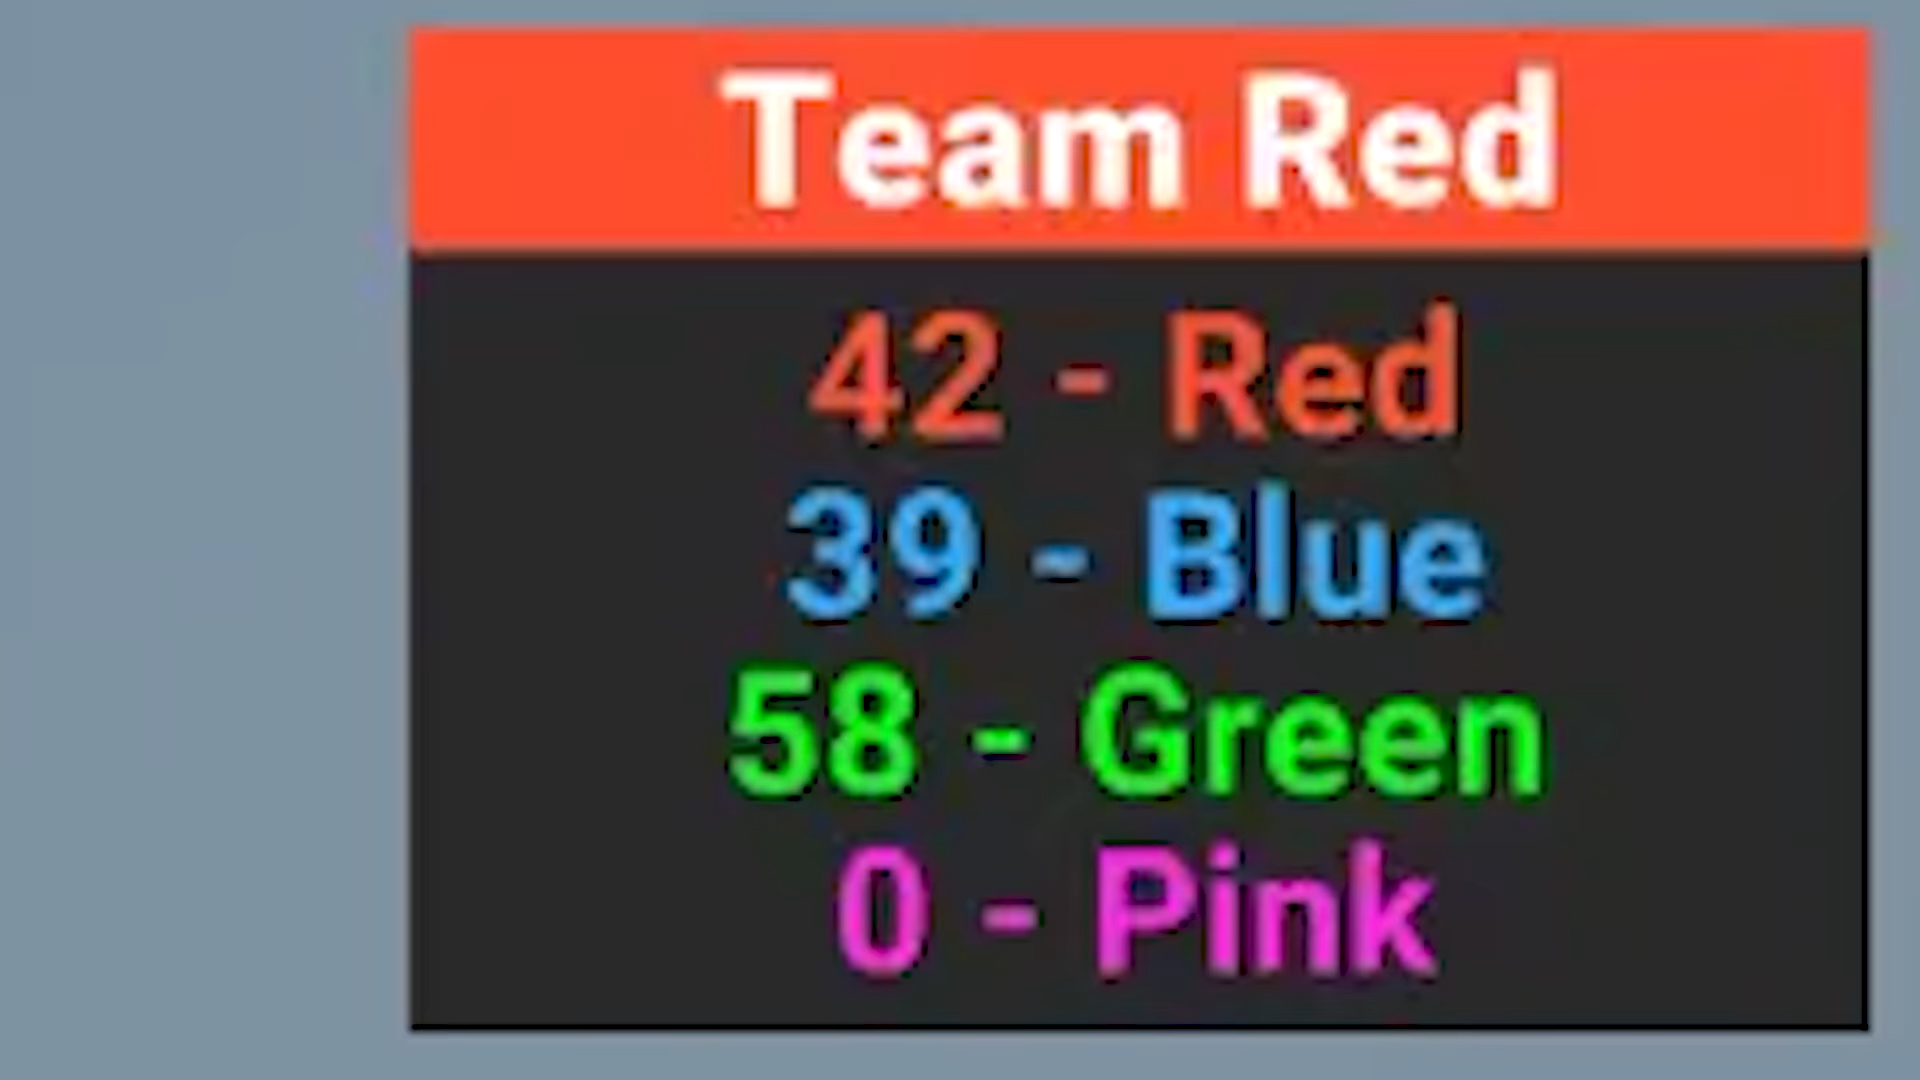 Team Red
42 - Red
39 - Blue
58 - Green
0 - Pink